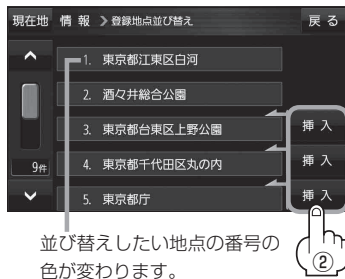 現在地 情 報 》登録地点並び替え 戻 る
1. 東京都江東区白河
2. 酒々井総合公園
3. 東京都台東区上野公園
挿 入
4. 東京都千代田区丸の内
挿 入
9件
5. 東京都庁
挿 入
並び替えしたい地点の番号の
色が変わります。
②